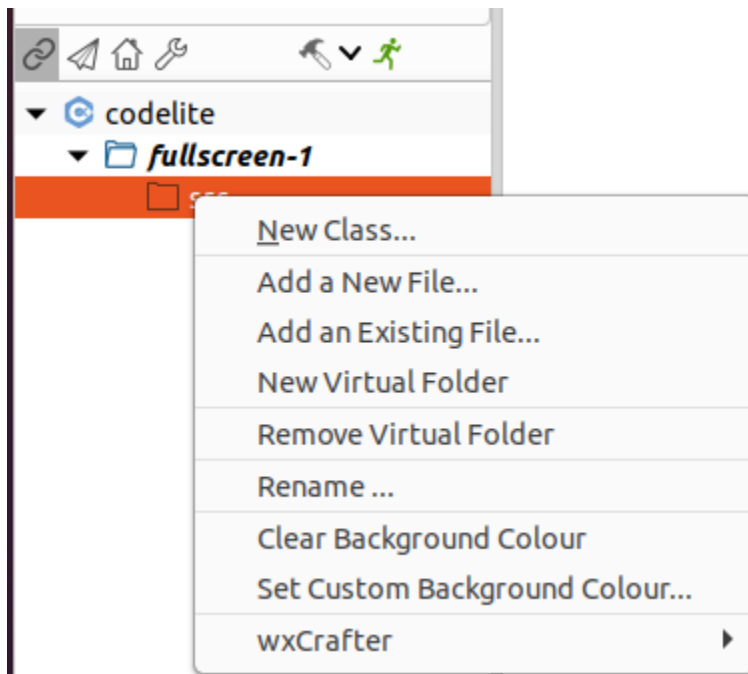 codelite
fullscreen-1
New Class...
Add a New File...
Add an Existing File...
New Virtual Folder
Remove Virtual Folder
Rename ...
Clear Background Colour
Set Custom Background Colour...
wxCrafter